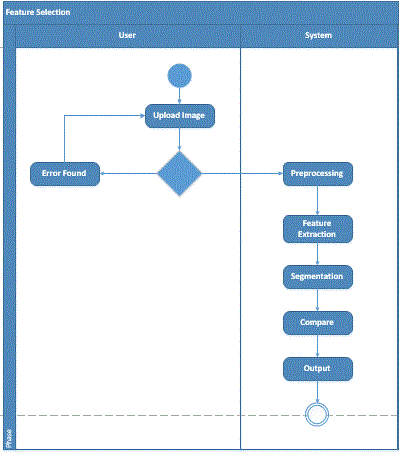 Feature Selection
User
System
Upload Image
Error Found
Preprocessing
Feature
Extraction
Segmentation
Compare
Output
Phase